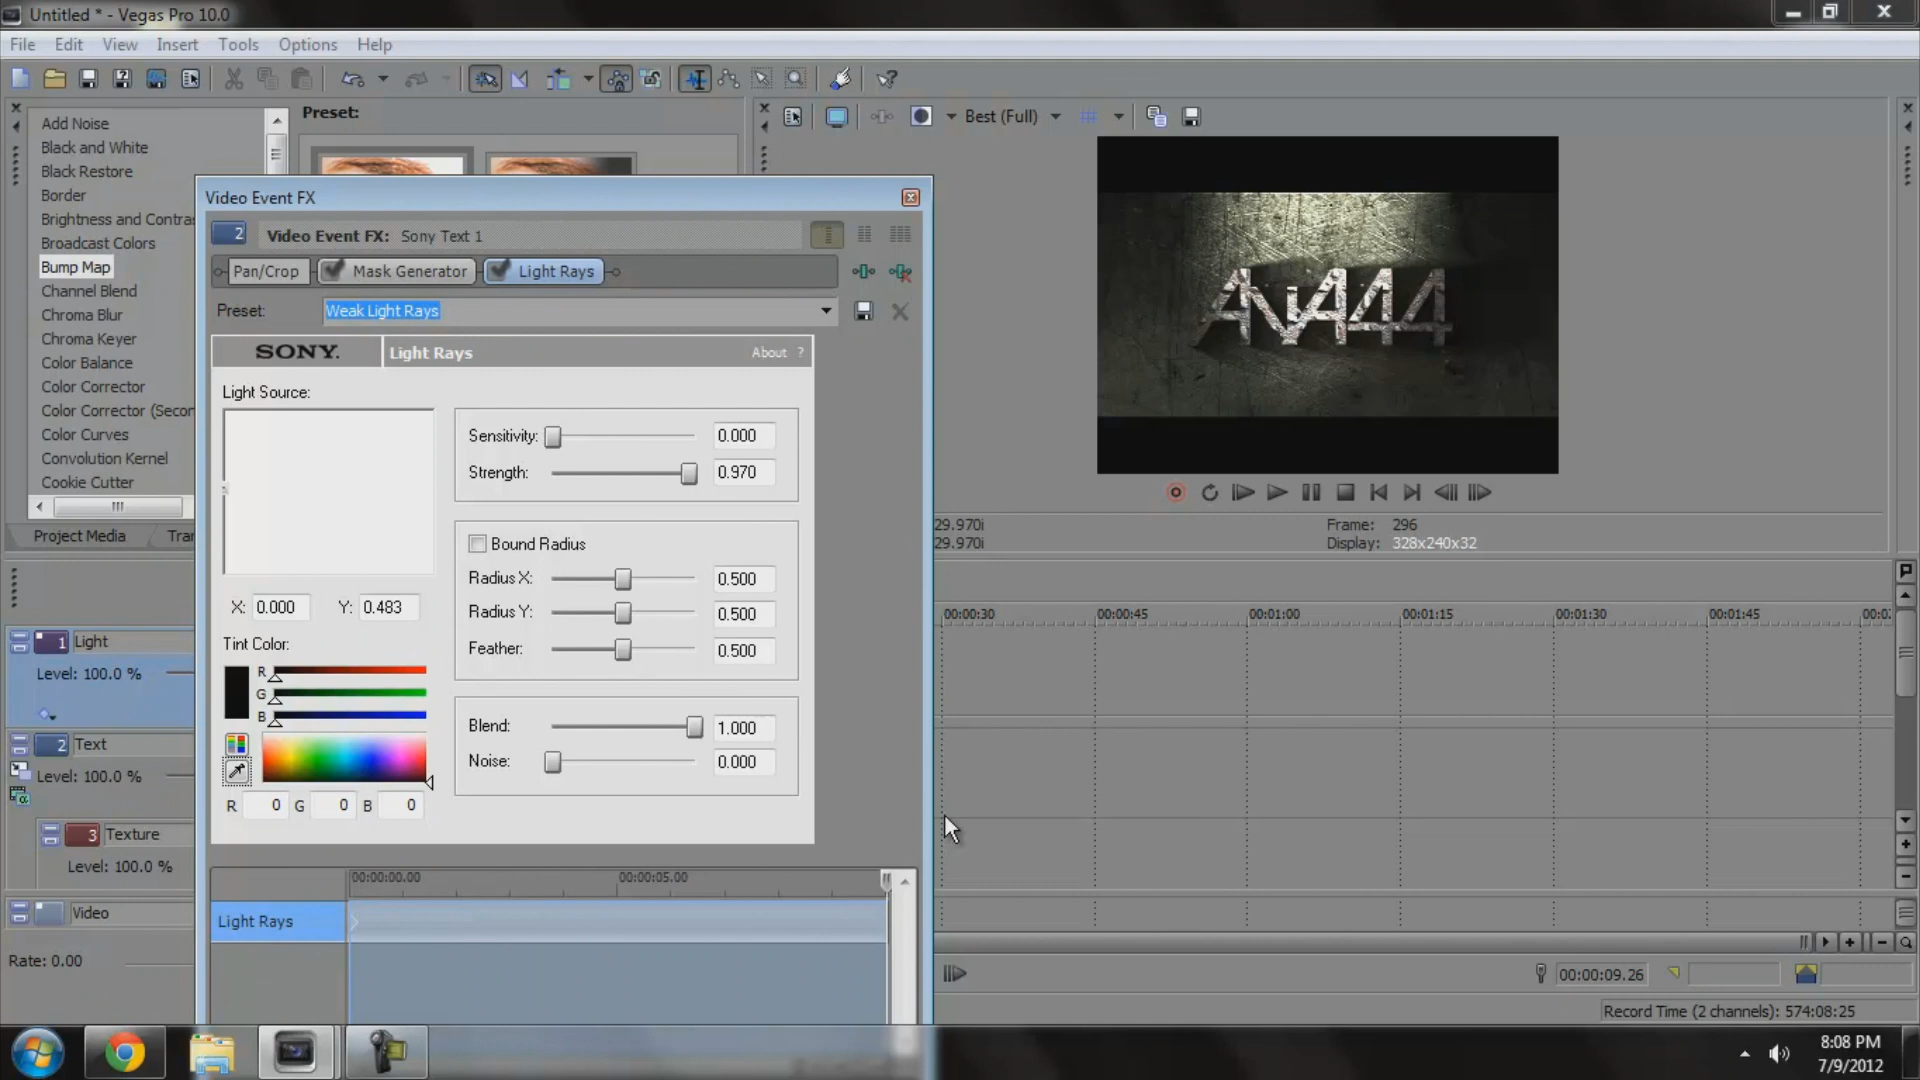 Untitled * - Vegas Pro 10.0
File Edit View Insert Tools Options Help
Add Noise
Black and White
Black Restore
Border
Brightness and Contras
Broadcast Colors
Bump Map
Channel Blend
Chroma Blur
Chroma Keyer
Color Balance
Color Corrector
Color Corrector (Secon
Color Curves
Convolution Kernel
Cookie Cutter
Project Media Tran
Preset:
Best (Full)
Video Event FX
2 Video Event FX: Sony Text 1
Pan/Crop Mask Generator Light Rays
Preset: Weak Light Rays
SONY. Light Rays About ?
Light Source:
X: 0.000 Y: 0.483
Tint Color:
R
G
B
R 0 G 0 B 0
Sensitivity: 0.000
Strength: 0.970
Bound Radius
Radius X: 0.500
Radius Y: 0.500
Feather: 0.500
Blend: 1.000
Noise: 0.000
00:00:00.00 00:00:05.00
Light Rays
29.970i
29.970i
Frame: 296
Display: 328x240x32
00:00:30 00:00:45 00:01:00 00:01:15 00:01:30 00:01:45 00:02
1 Light
Level: 100.0 %
2 Text
Level: 100.0 %
3 Texture
Level: 100.0 %
Video
Rate: 0.00
00:00:09.26
Record Time (2 channels): 574:08:25
8:08 PM
7/9/2012